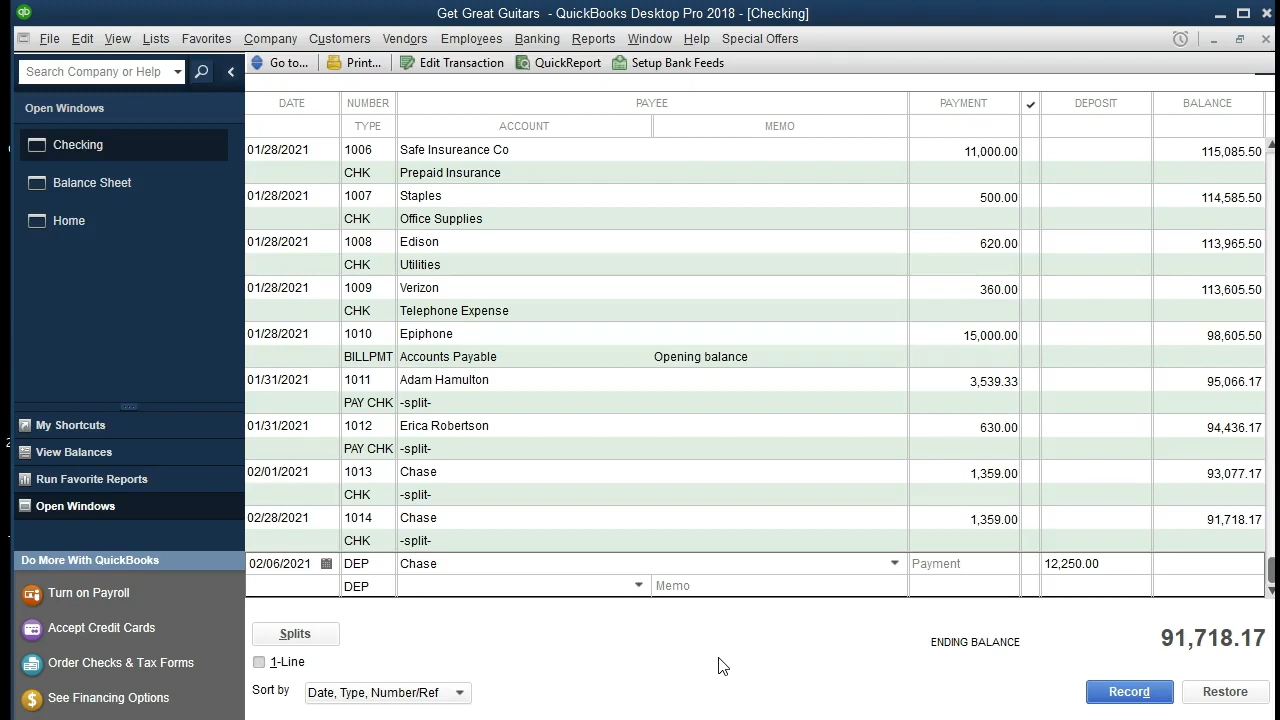 Get Great Guitars - QuickBooks Desktop Pro 2018 - [Checking]
File Edit View Lists Favorites Company Customers Vendors Employees Banking Reports Window Help Special Offers
Search Company or Help
Go to... Print... Edit Transaction QuickReport Setup Bank Feeds
Open Windows
Checking
Balance Sheet
Home
My Shortcuts
View Balances
Run Favorite Reports
Open Windows
Do More With QuickBooks
Turn on Payroll
Accept Credit Cards
Order Checks & Tax Forms
See Financing Options
DATE NUMBER PAYEE PAYMENT ✓ DEPOSIT BALANCE
TYPE ACCOUNT MEMO
01/28/2021 1006 Safe Insureance Co 11,000.00 115,085.50
CHK Prepaid Insurance
01/28/2021 1007 Staples 500.00 114,585.50
CHK Office Supplies
01/28/2021 1008 Edison 620.00 113,965.50
CHK Utilities
01/28/2021 1009 Verizon 360.00 113,605.50
CHK Telephone Expense
01/28/2021 1010 Epiphone 15,000.00 98,605.50
BILLPMT Accounts Payable Opening balance
01/31/2021 1011 Adam Hamulton 3,539.33 95,066.17
PAY CHK -split-
01/31/2021 1012 Erica Robertson 630.00 94,436.17
PAY CHK -split-
02/01/2021 1013 Chase 1,359.00 93,077.17
CHK -split-
02/28/2021 1014 Chase 1,359.00 91,718.17
CHK -split-
02/06/2021 DEP Chase Payment 12,250.00
DEP Memo
Splits
ENDING BALANCE 91,718.17
1-Line
Sort by Date, Type, Number/Ref
Record Restore